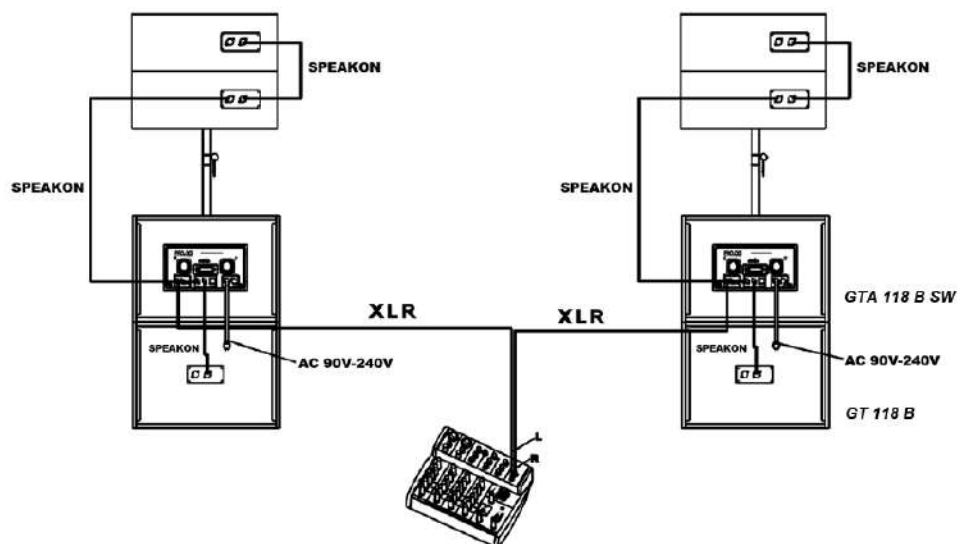 SPEAKON
SPEAKON
SPEAKON
SPEAKON
GTA 118 B SW
XLR
XLR
SPEAKON
AC 90V-240V
SPEAKON
AC 90V-240V
GT 118 B
L
R